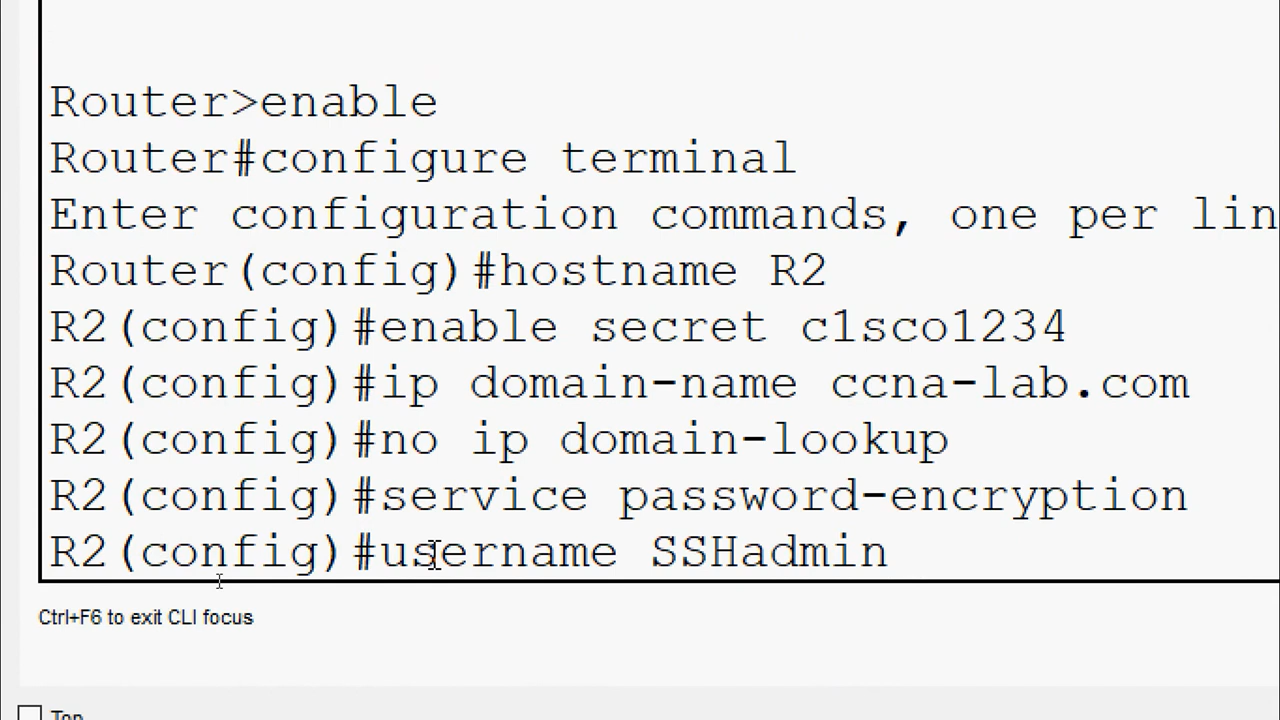 Router>enable
Router#configure terminal
Enter configuration commands, one per lin
Router(config)#hostname R2
R2(config)#enable secret c1sco1234
R2(config)#ip domain-name ccna-lab.com
R2(config)#no ip domain-lookup
R2(config)#service password-encryption
R2(config)#username SSHadmin
Ctrl+F6 to exit CLI focus
Top